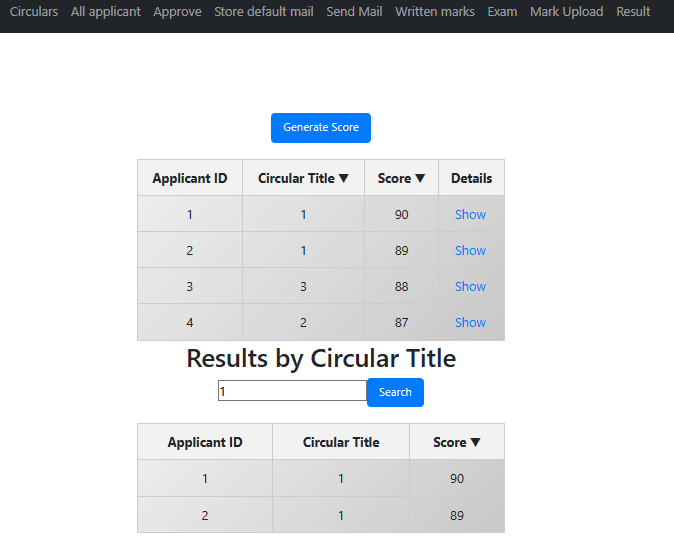 Circulars All applicant Approve Store default mail Send Mail Written marks Exam Mark Upload Result
Generate Score
Applicant ID Circular Title ▼ Score ▼ Details
1 1 90 Show
2 1 89 Show
3 3 88 Show
4 2 87 Show
Results by Circular Title
1 Search
Applicant ID Circular Title Score ▼
1 1 90
2 1 89